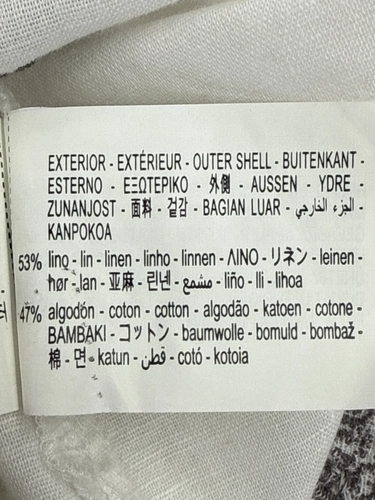 EXTERIOR - EXTÉRIEUR - OUTER SHELL - BUITENKANT -
ESTERNO - ΕΞΩΤΕΡΙΚΟ - 外側 - AUSSEN - YDRE -
ZUNANJOST - 面料 - 겉감 - BAGIAN LUAR - الجزء الخارجي -
KANPOKOA
53% lino - lin - linen - linho - linnen - ΛΙΝΟ - リネン - leinen -
hør - lan - 亚麻 - 린넨 - مشمع - liño - lli - lihoa
47% algodón - coton - cotton - algodão - katoen - cotone -
BAMBAKI - コットン - baumwolle - bomuld - bombaž -
棉 - 면 - katun - قطن - cotó - kotoia